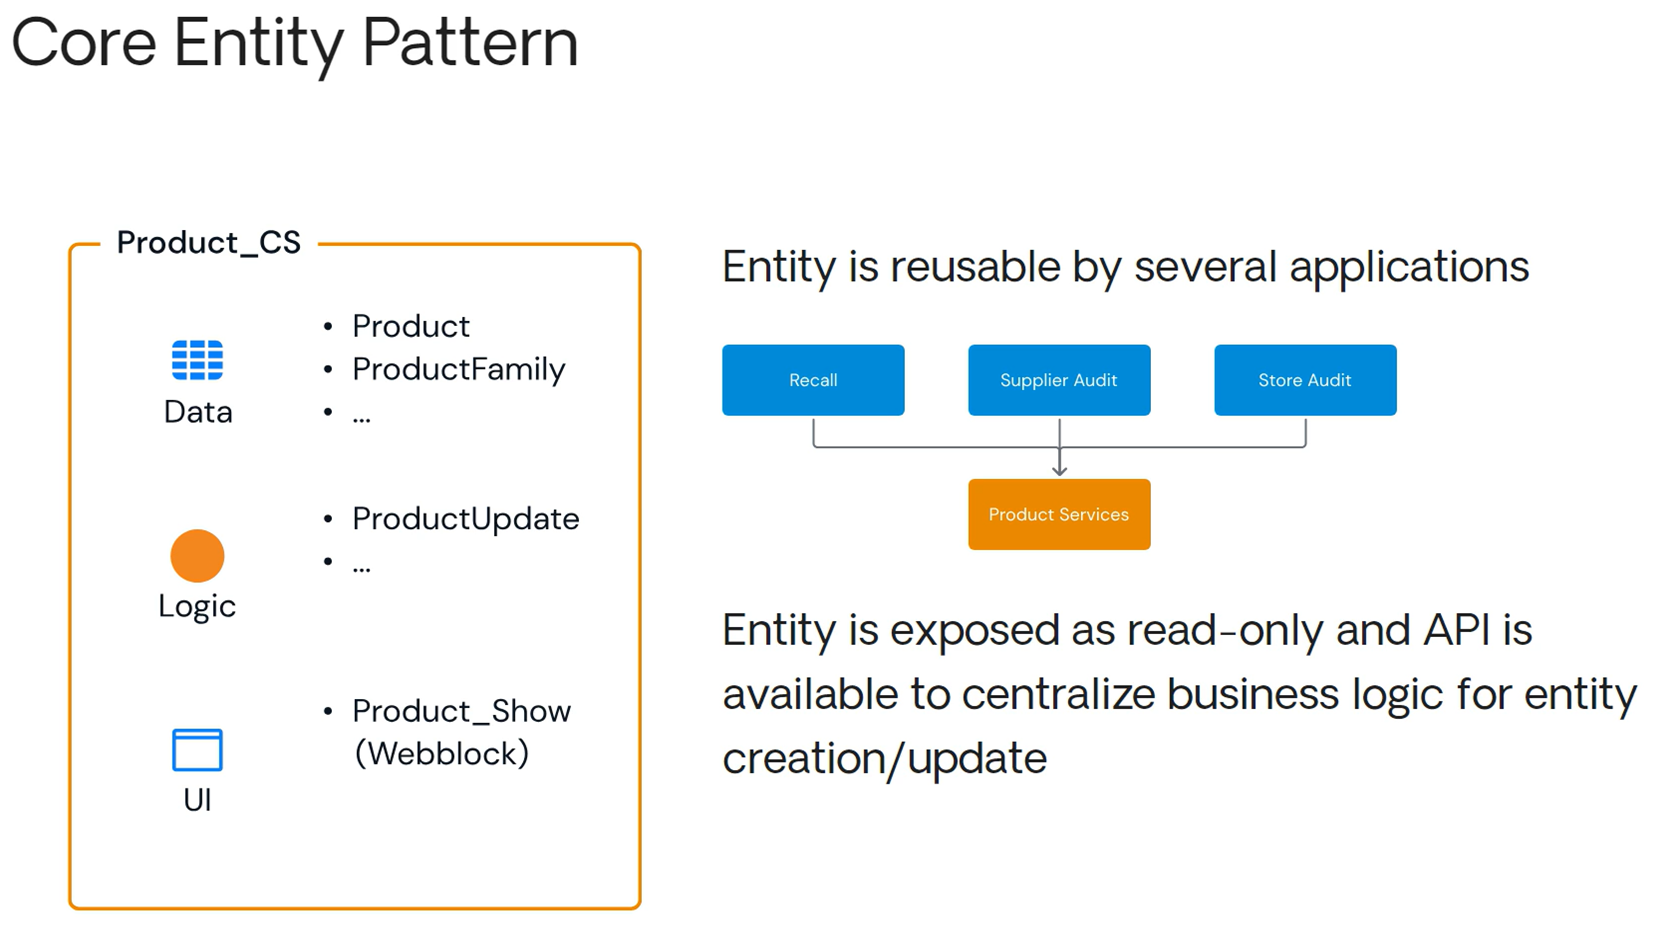 Core Entity Pattern
Product_CS
• Product
• ProductFamily
• ...
Data
• ProductUpdate
• ...
Logic
• Product_Show
(Webblock)
UI
Entity is reusable by several applications
Recall
Supplier Audit
Store Audit
Product Services
Entity is exposed as read-only and API is
available to centralize business logic for entity
creation/update